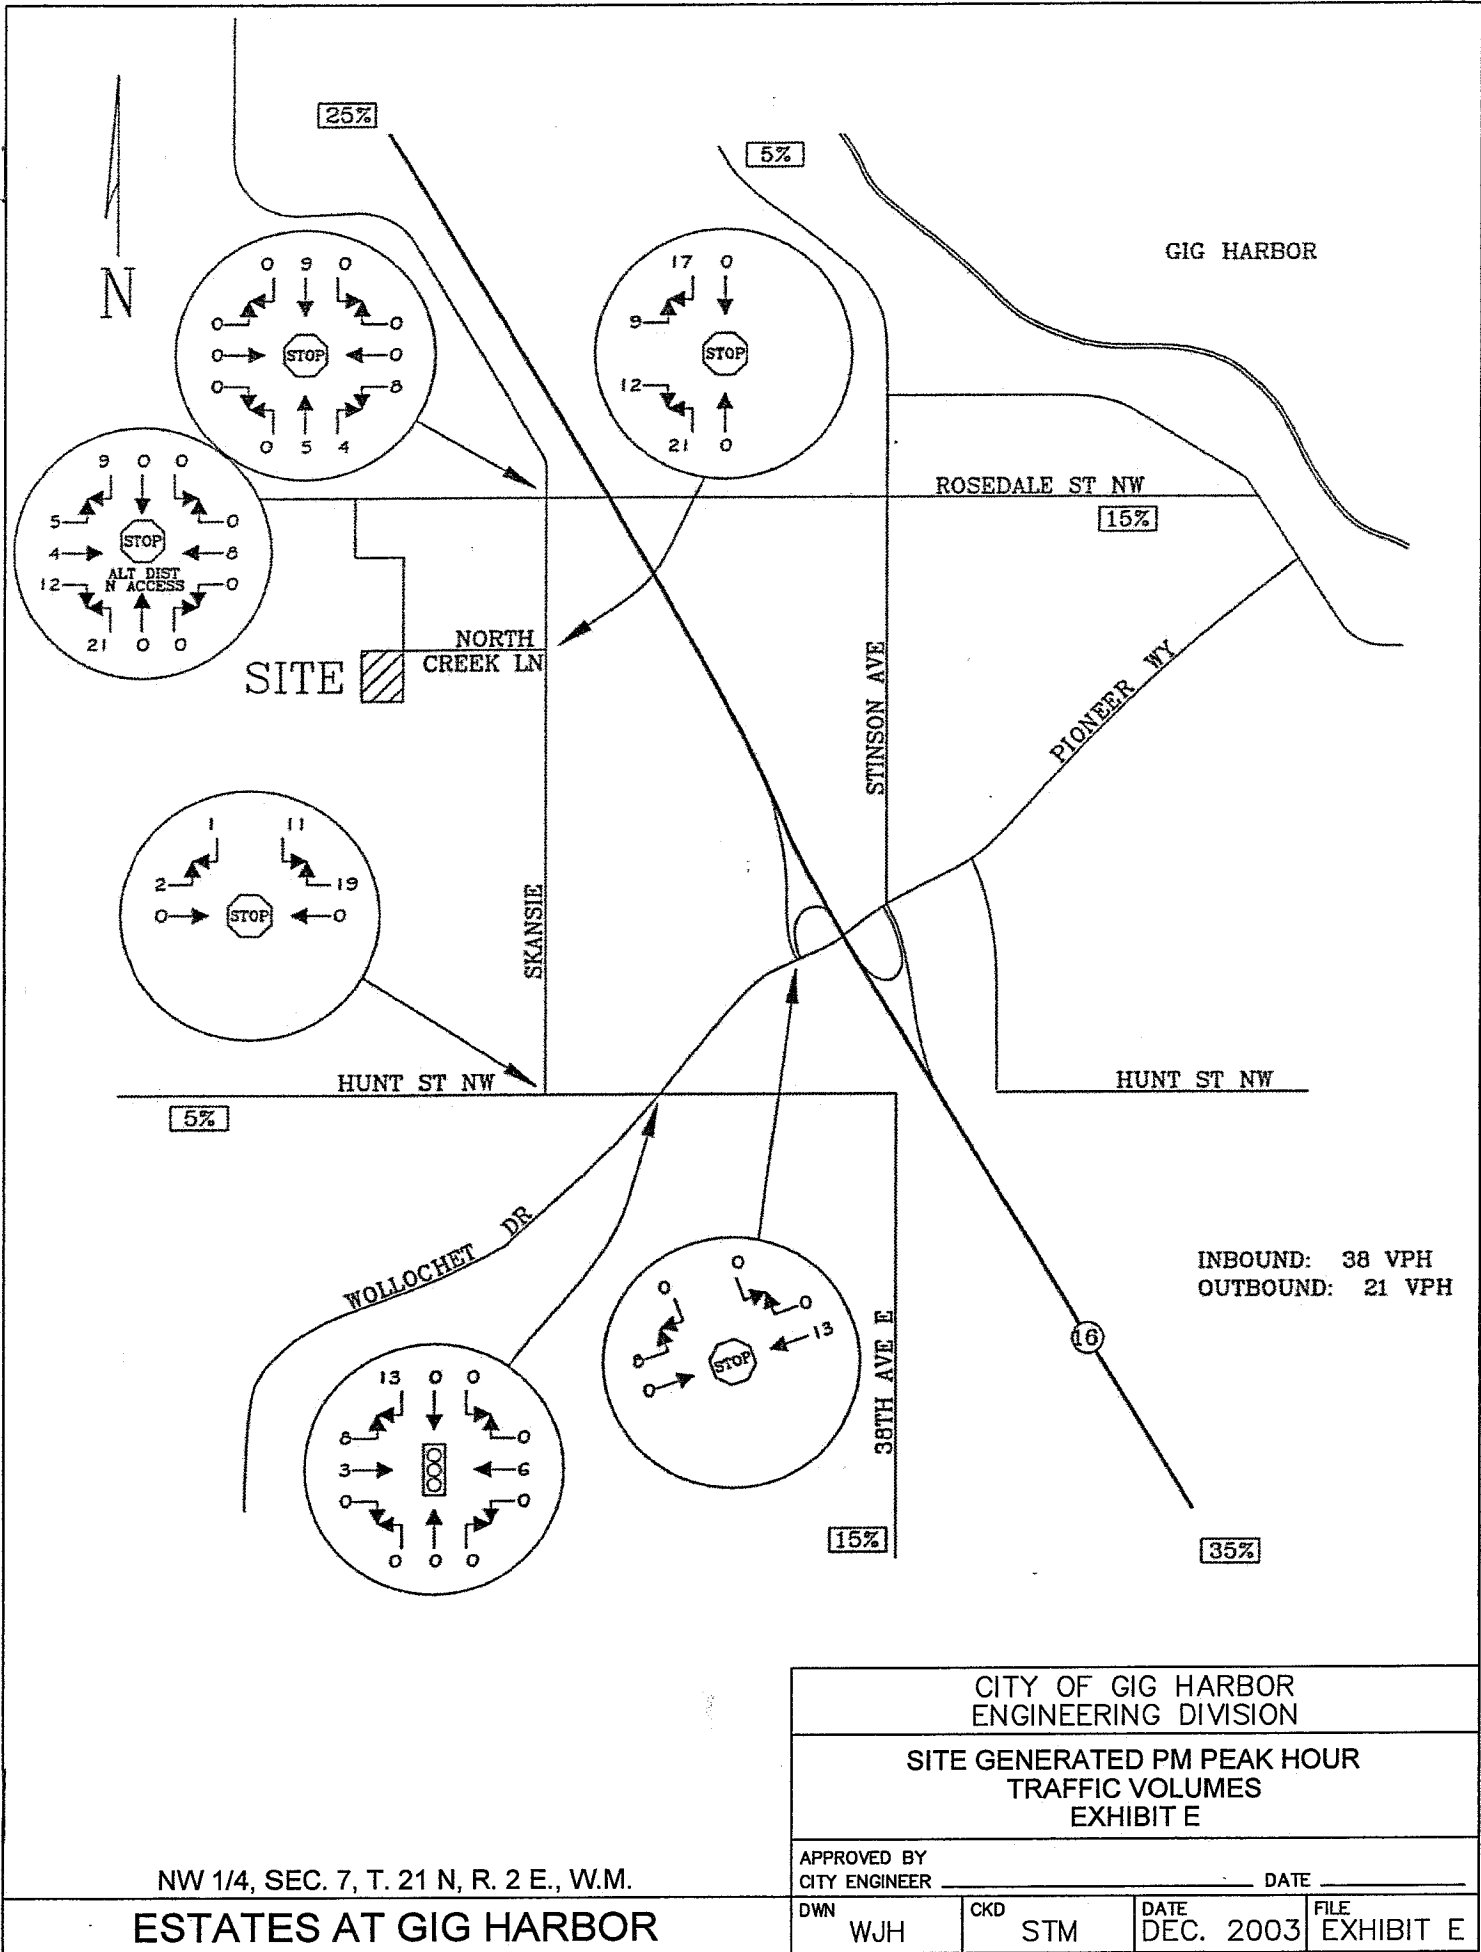 25%
5%
GIG HARBOR
N
0 9 0
0 0
0 STOP 0
0 8
0 5 4
17 0
9
STOP
12
21 0
ROSEDALE ST NW
15%
9 0 0
5 0
STOP
4 8
ALT DIST
N ACCESS
12 0
21 0 0
NORTH
CREEK LN
SITE
STINSON AVE
PIONEER WY
SKANSIE
1 11
2 19
0 STOP 0
HUNT ST NW
HUNT ST NW
5%
WOLLOCHET DR
0
0
0
13
8
STOP
0
38TH AVE E
INBOUND: 38 VPH
OUTBOUND: 21 VPH
16
13 0 0
8 0
3 6
0 0
0 0 0
15%
35%
CITY OF GIG HARBOR
ENGINEERING DIVISION
SITE GENERATED PM PEAK HOUR
TRAFFIC VOLUMES
EXHIBIT E
APPROVED BY
CITY ENGINEER DATE
NW 1/4, SEC. 7, T. 21 N, R. 2 E., W.M.
ESTATES AT GIG HARBOR
DWN WJH
CKD STM
DATE DEC. 2003
FILE EXHIBIT E